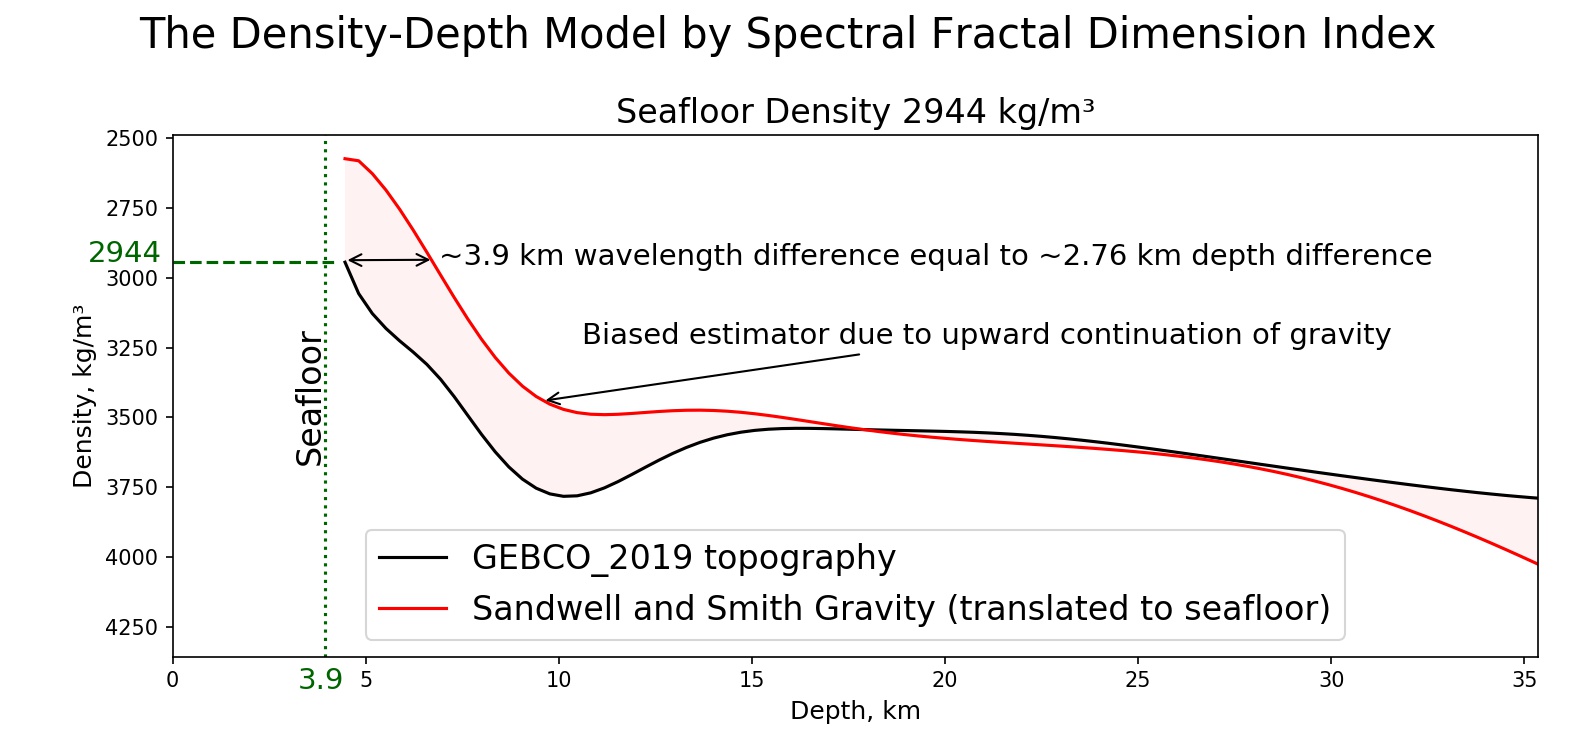 The Density-Depth Model by Spectral Fractal Dimension Index
Seafloor Density 2944 kg/m³
2500
2750
2944
3000
3250
3500
3750
4000
4250
Density, kg/m³
Seafloor
~3.9 km wavelength difference equal to ~2.76 km depth difference
Biased estimator due to upward continuation of gravity
GEBCO_2019 topography
Sandwell and Smith Gravity (translated to seafloor)
0 3.9 5 10 15 20 25 30 35
Depth, km